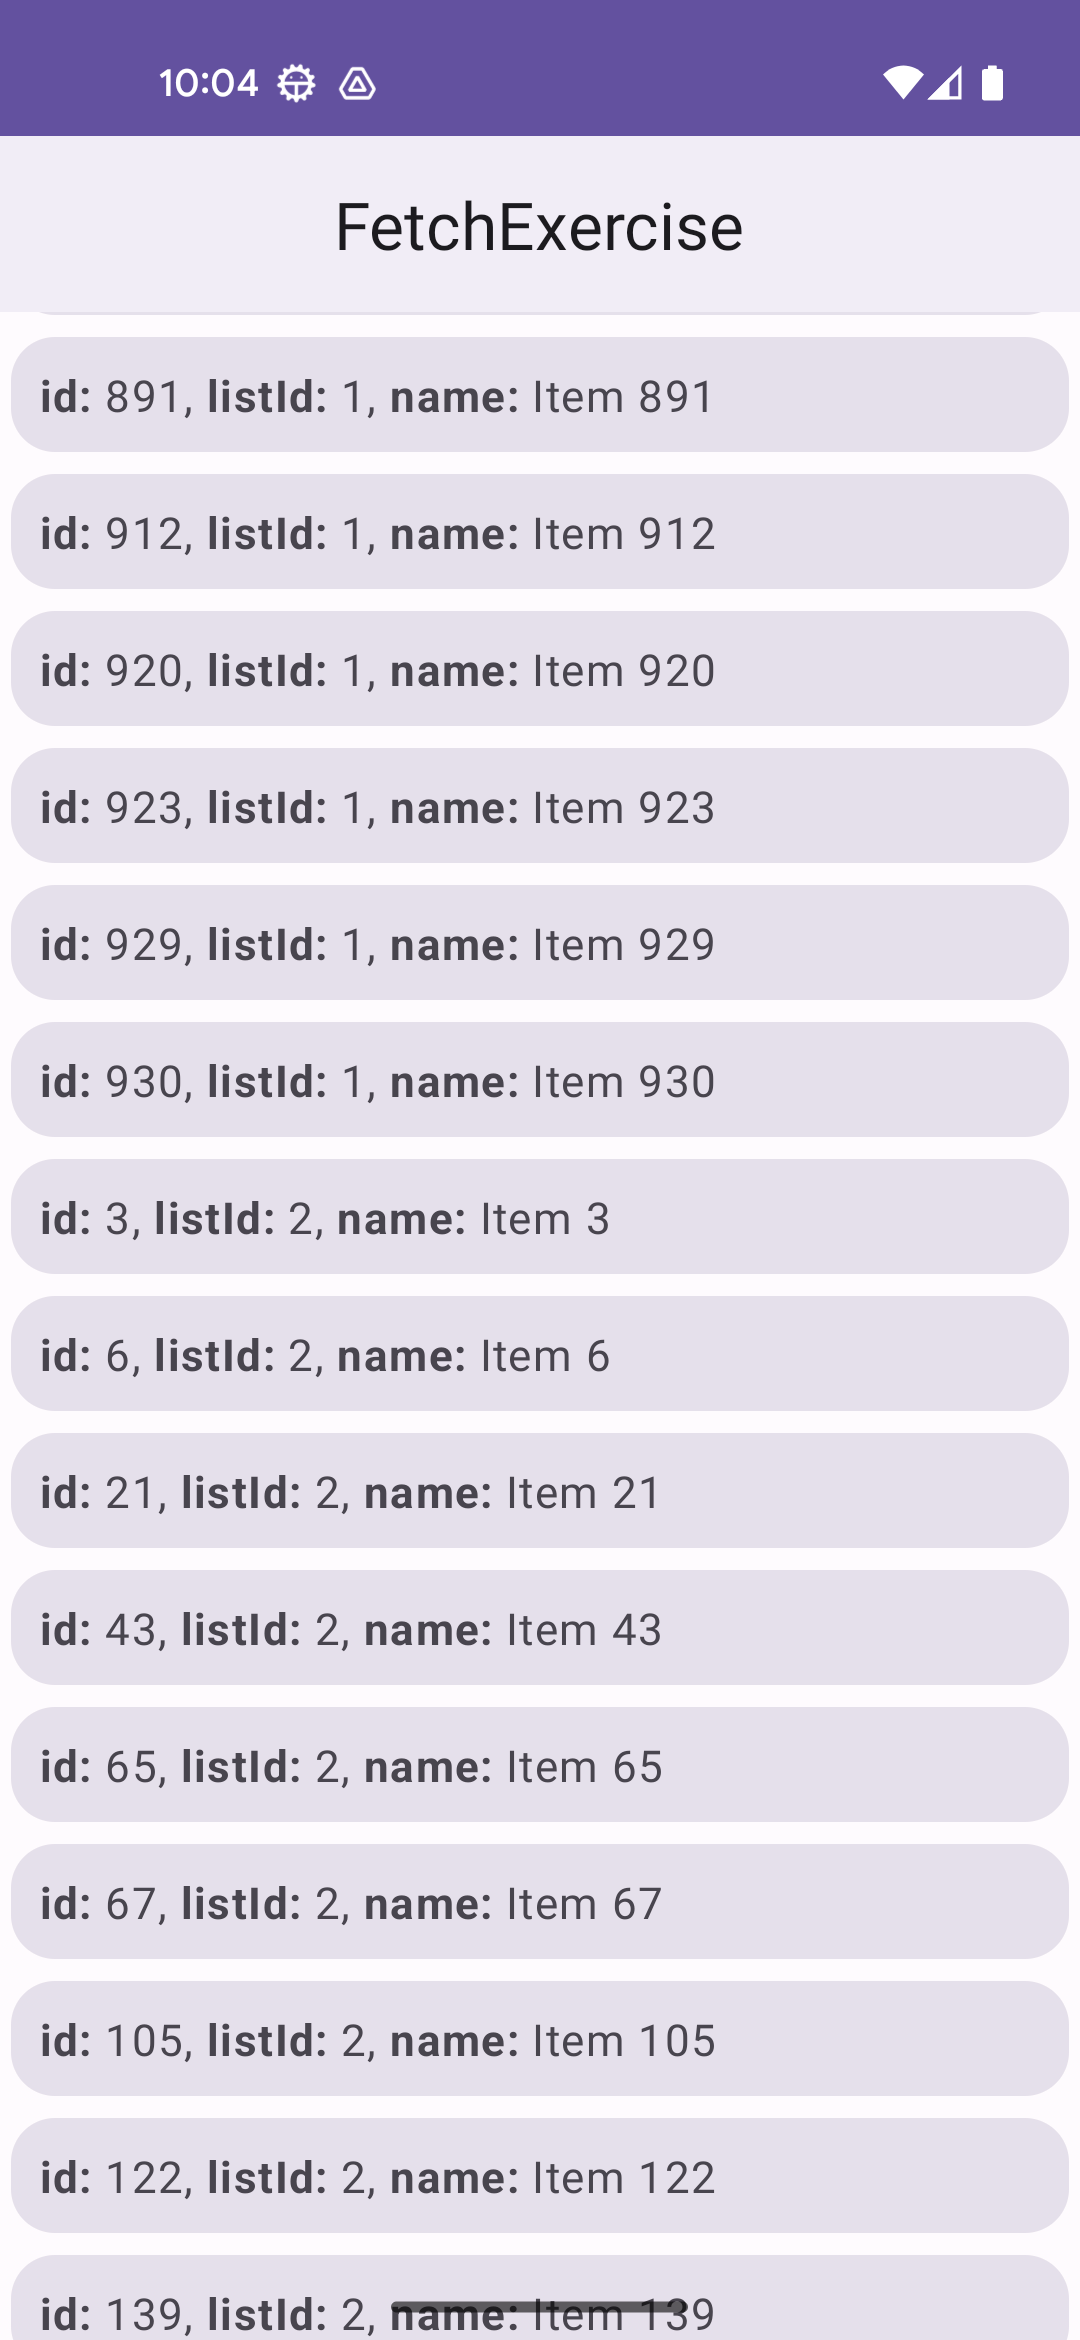 10:04
FetchExercise
id: 891, listId: 1, name: Item 891
id: 912, listId: 1, name: Item 912
id: 920, listId: 1, name: Item 920
id: 923, listId: 1, name: Item 923
id: 929, listId: 1, name: Item 929
id: 930, listId: 1, name: Item 930
id: 3, listId: 2, name: Item 3
id: 6, listId: 2, name: Item 6
id: 21, listId: 2, name: Item 21
id: 43, listId: 2, name: Item 43
id: 65, listId: 2, name: Item 65
id: 67, listId: 2, name: Item 67
id: 105, listId: 2, name: Item 105
id: 122, listId: 2, name: Item 122
id: 139, listId: 2, name: Item 139